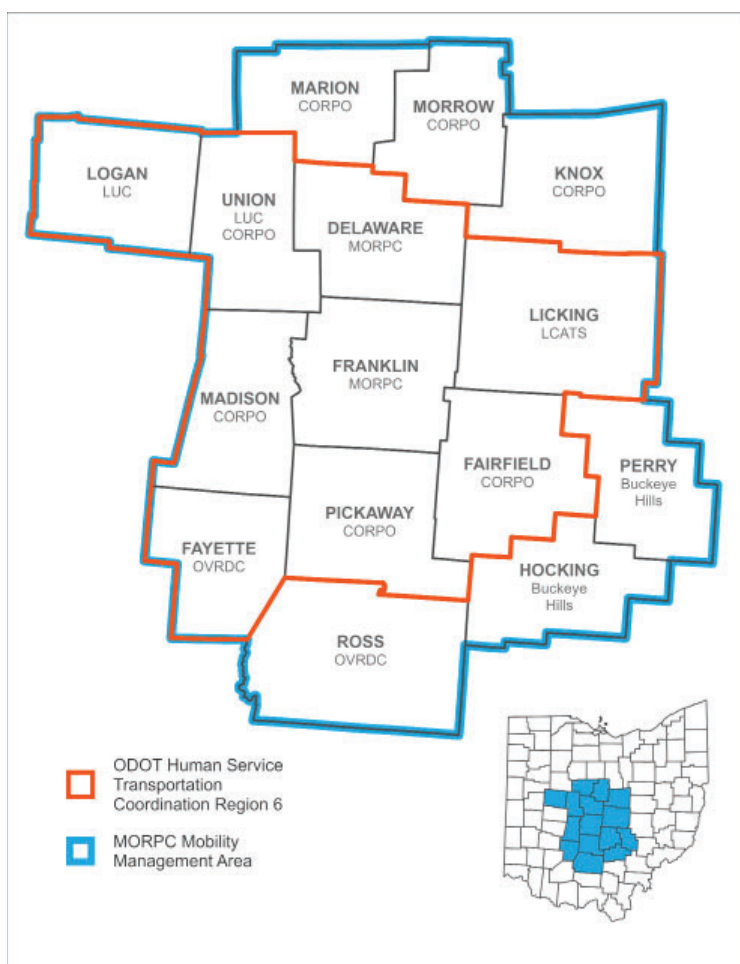 MARION
CORPO
MORROW
CORPO
LOGAN
LUC
UNION
LUC
CORPO
KNOX
CORPO
DELAWARE
MORPC
LICKING
LCATS
FRANKLIN
MORPC
MADISON
CORPO
FAIRFIELD
CORPO
PERRY
Buckeye
Hills
PICKAWAY
CORPO
FAYETTE
OVRDC
HOCKING
Buckeye
Hills
ROSS
OVRDC
ODOT Human Service
Transportation
Coordination Region 6
MORPC Mobility
Management Area